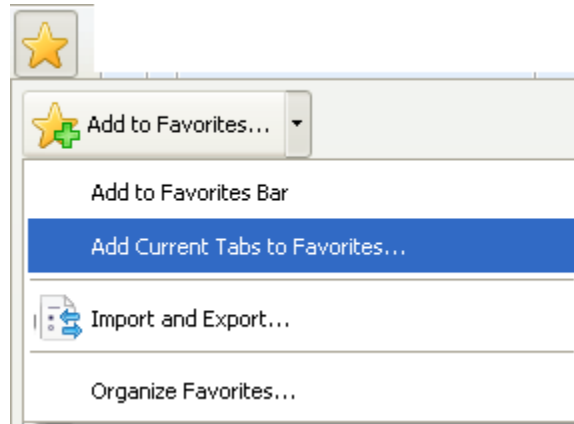 Add to Favorites...
Add to Favorites Bar
Add Current Tabs to Favorites...
Import and Export...
Organize Favorites...